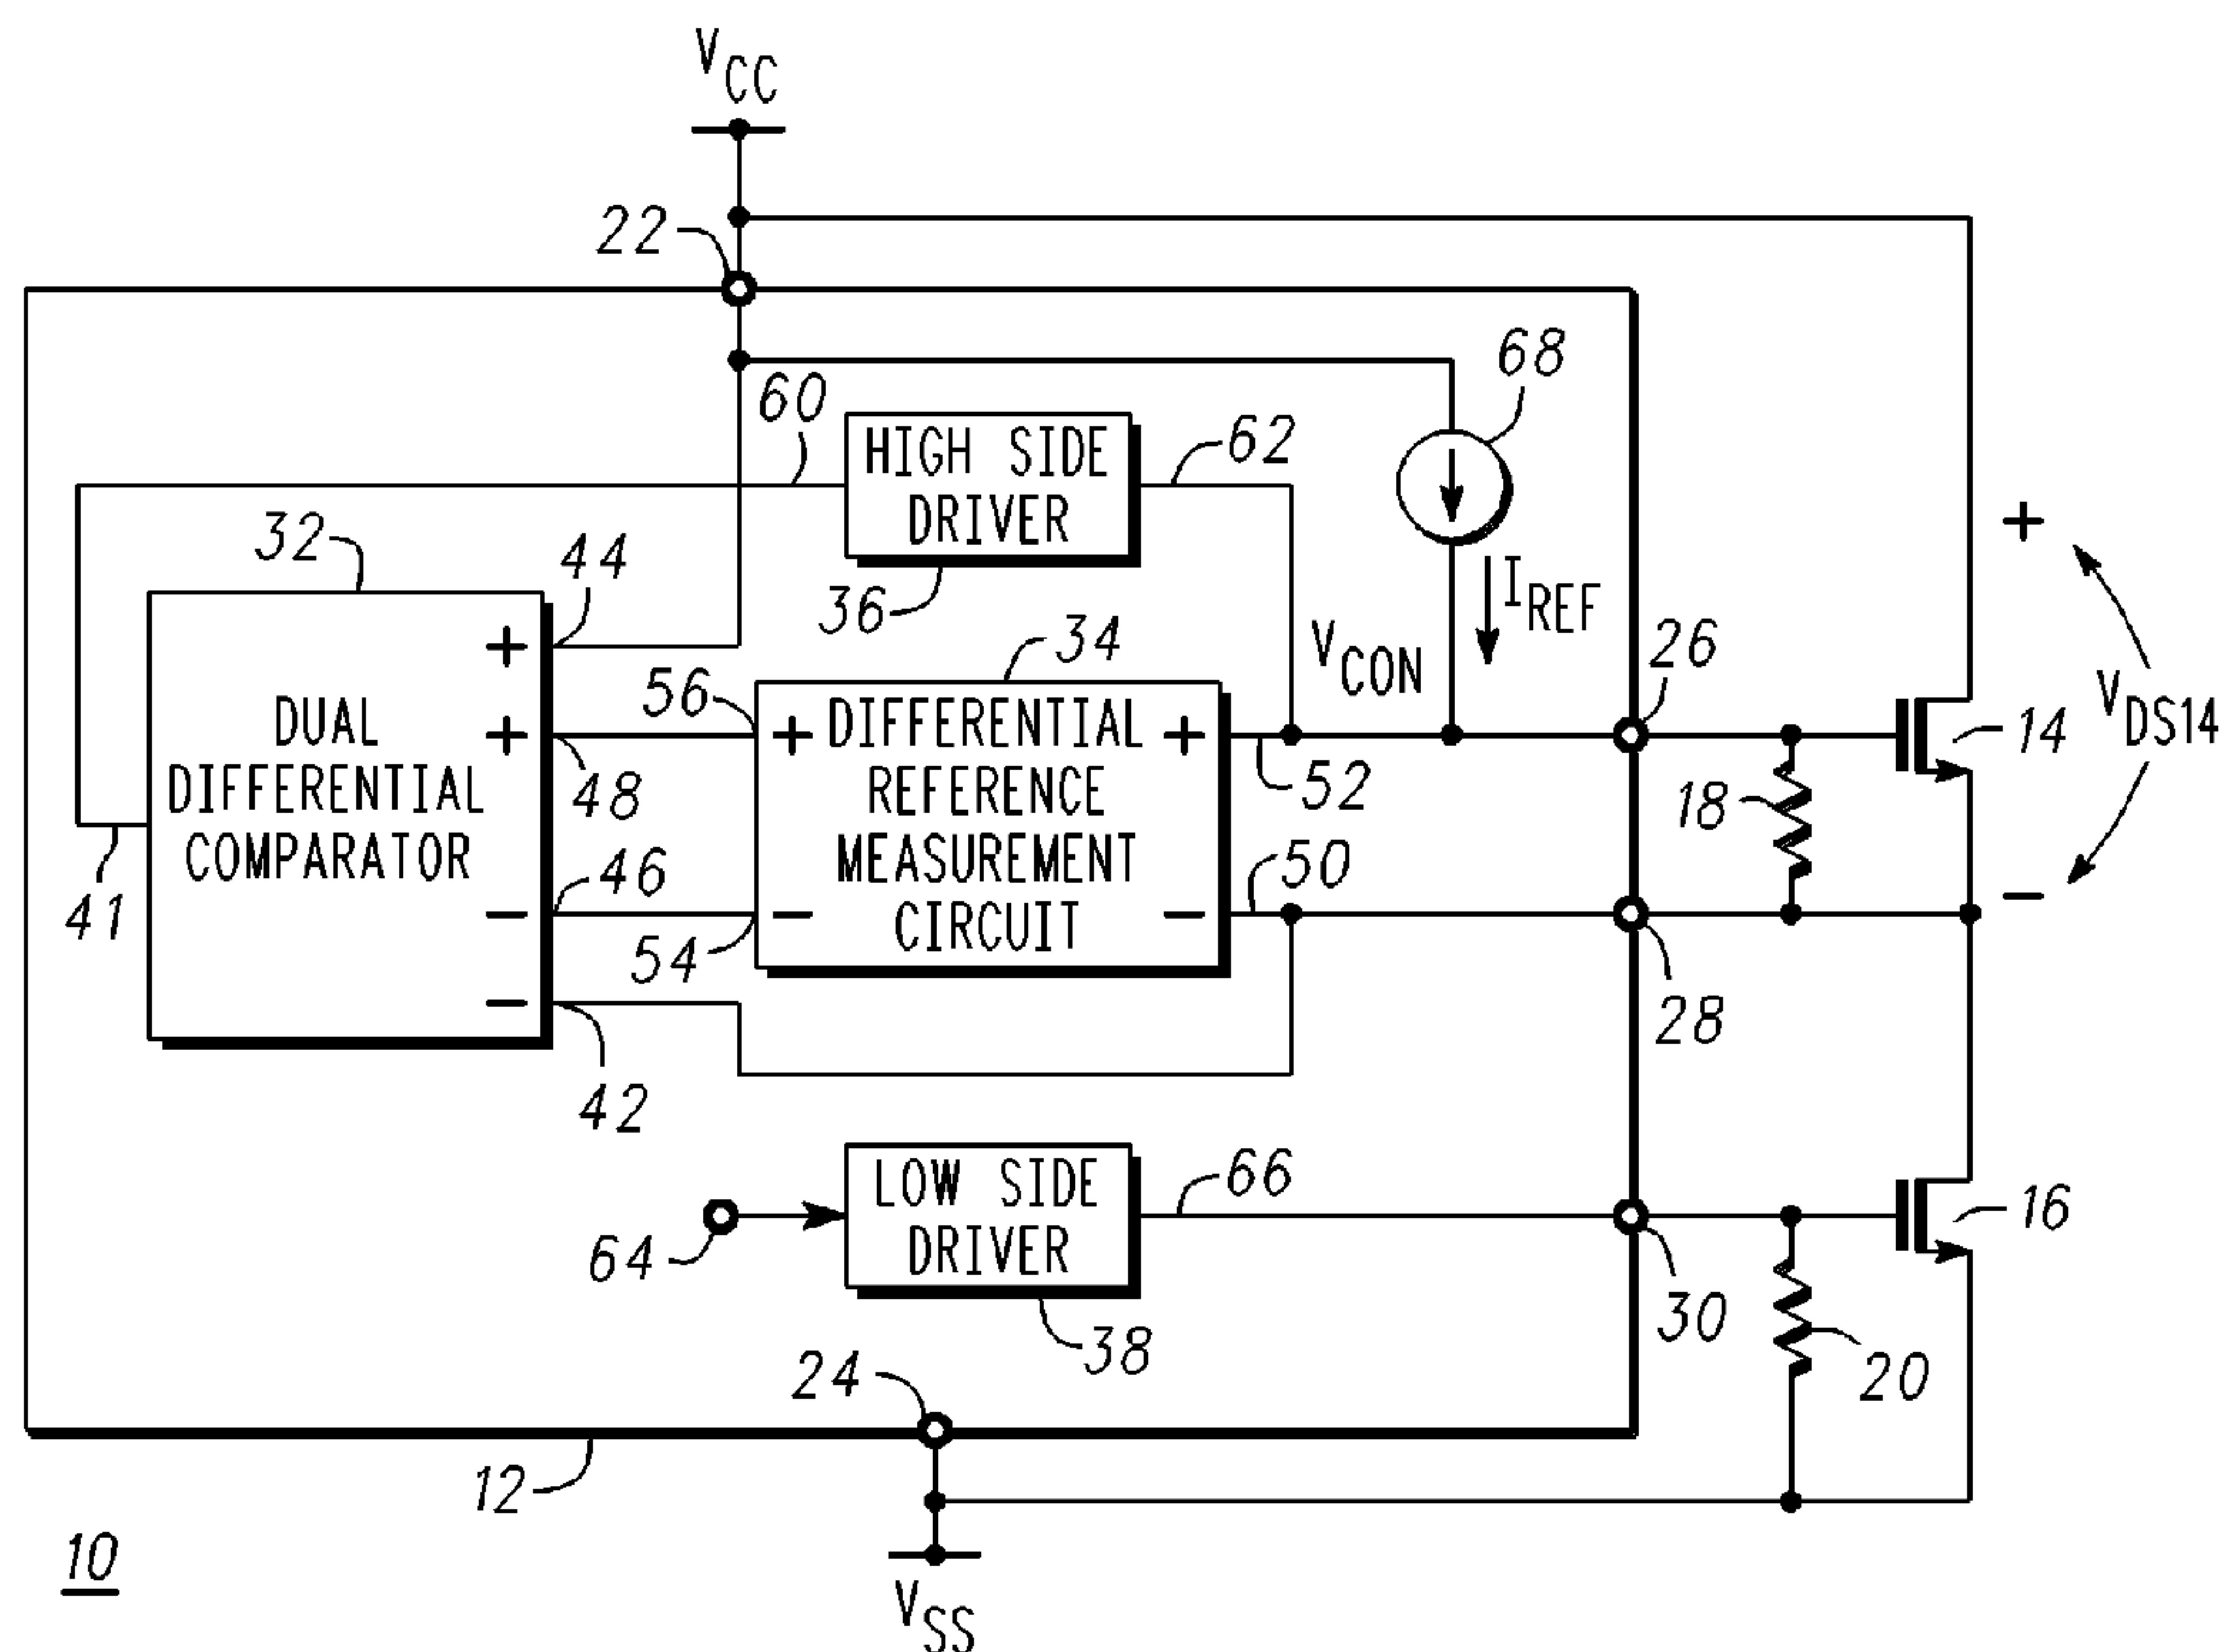 VCC
22
68
60
HIGH SIDE
DRIVER
62
32
44
36
IREF
34
VCON
26
56
DUAL
DIFFERENTIAL
COMPARATOR
+
+
−
−
48
+ DIFFERENTIAL +
REFERENCE
MEASUREMENT
− CIRCUIT −
52
18
14
+
VDS14
−
41
46
50
54
28
42
LOW SIDE
DRIVER
66
16
64
30
38
20
24
12
10
VSS